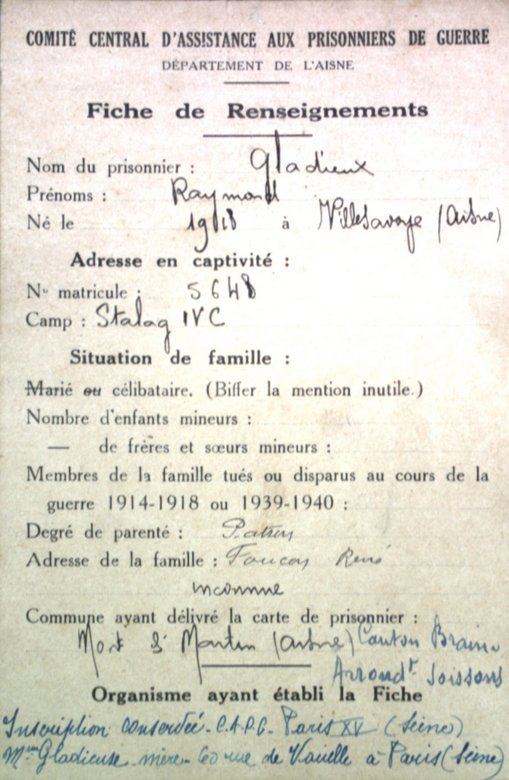 COMITÉ CENTRAL D'ASSISTANCE AUX PRISONNIERS DE GUERRE
DÉPARTEMENT DE L'AISNE
Fiche de Renseignements
Nom du prisonnier : Gladieux
Prénoms : Raymond
Né le 1918 à Villesavoye (Aisne)
Adresse en captivité :
No matricule : 5648
Camp : Stalag IV C
Situation de famille :
Marié ou célibataire. (Biffer la mention inutile.)
Nombre d'enfants mineurs :
— de frères et sœurs mineurs :
Membres de la famille tués ou disparus au cours de la
guerre 1914-1918 ou 1939-1940 :
Degré de parenté : Patron
Adresse de la famille : Foucon René
inconnue
Commune ayant délivré la carte de prisonnier :
Mont St Martin (Aisne) Canton Braine
Arrondt Soissons
Organisme ayant établi la Fiche
Inscription conservée - C.A.P.G - Paris XV (Seine)
Mme Gladieuse - mère - 60 rue de à Paris (Seine)